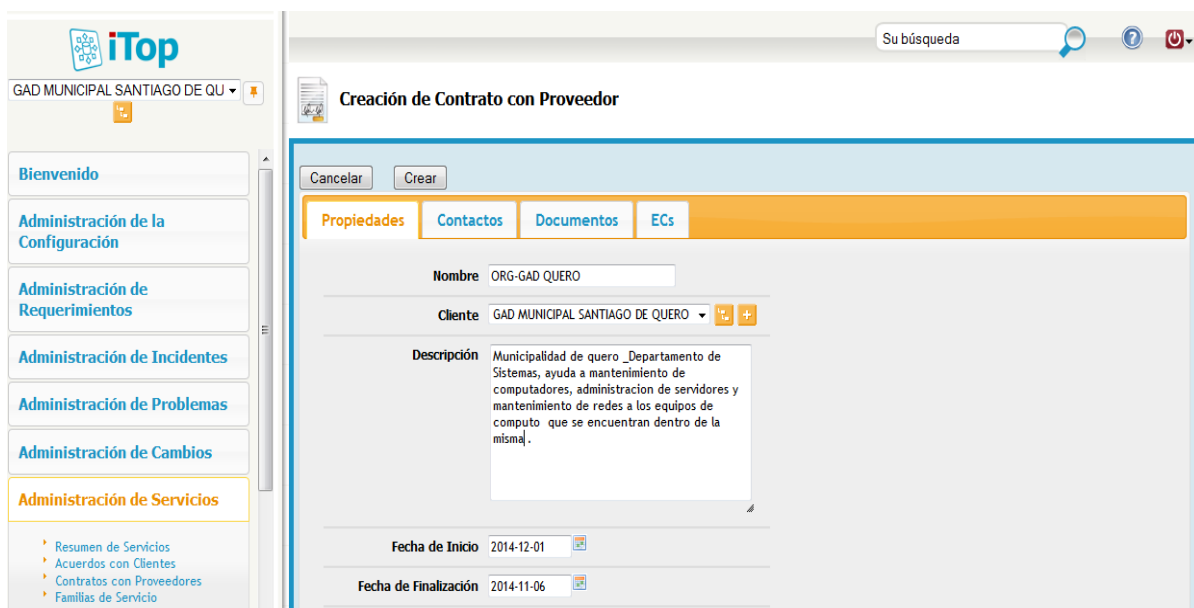 iTop
GAD MUNICIPAL SANTIAGO DE QU
Bienvenido
Administración de la
Configuración
Administración de
Requerimientos
Administración de Incidentes
Administración de Problemas
Administración de Cambios
Administración de Servicios
Resumen de Servicios
Acuerdos con Clientes
Contratos con Proveedores
Familias de Servicio
Su búsqueda
Creación de Contrato con Proveedor
Cancelar Crear
Propiedades Contactos Documentos ECs
Nombre ORG-GAD QUERO
Cliente GAD MUNICIPAL SANTIAGO DE QUERO
Descripción Municipalidad de quero _Departamento de
Sistemas, ayuda a mantenimiento de
computadores, administracion de servidores y
mantenimiento de redes a los equipos de
computo que se encuentran dentro de la
misma.
Fecha de Inicio 2014-12-01
Fecha de Finalización 2014-11-06